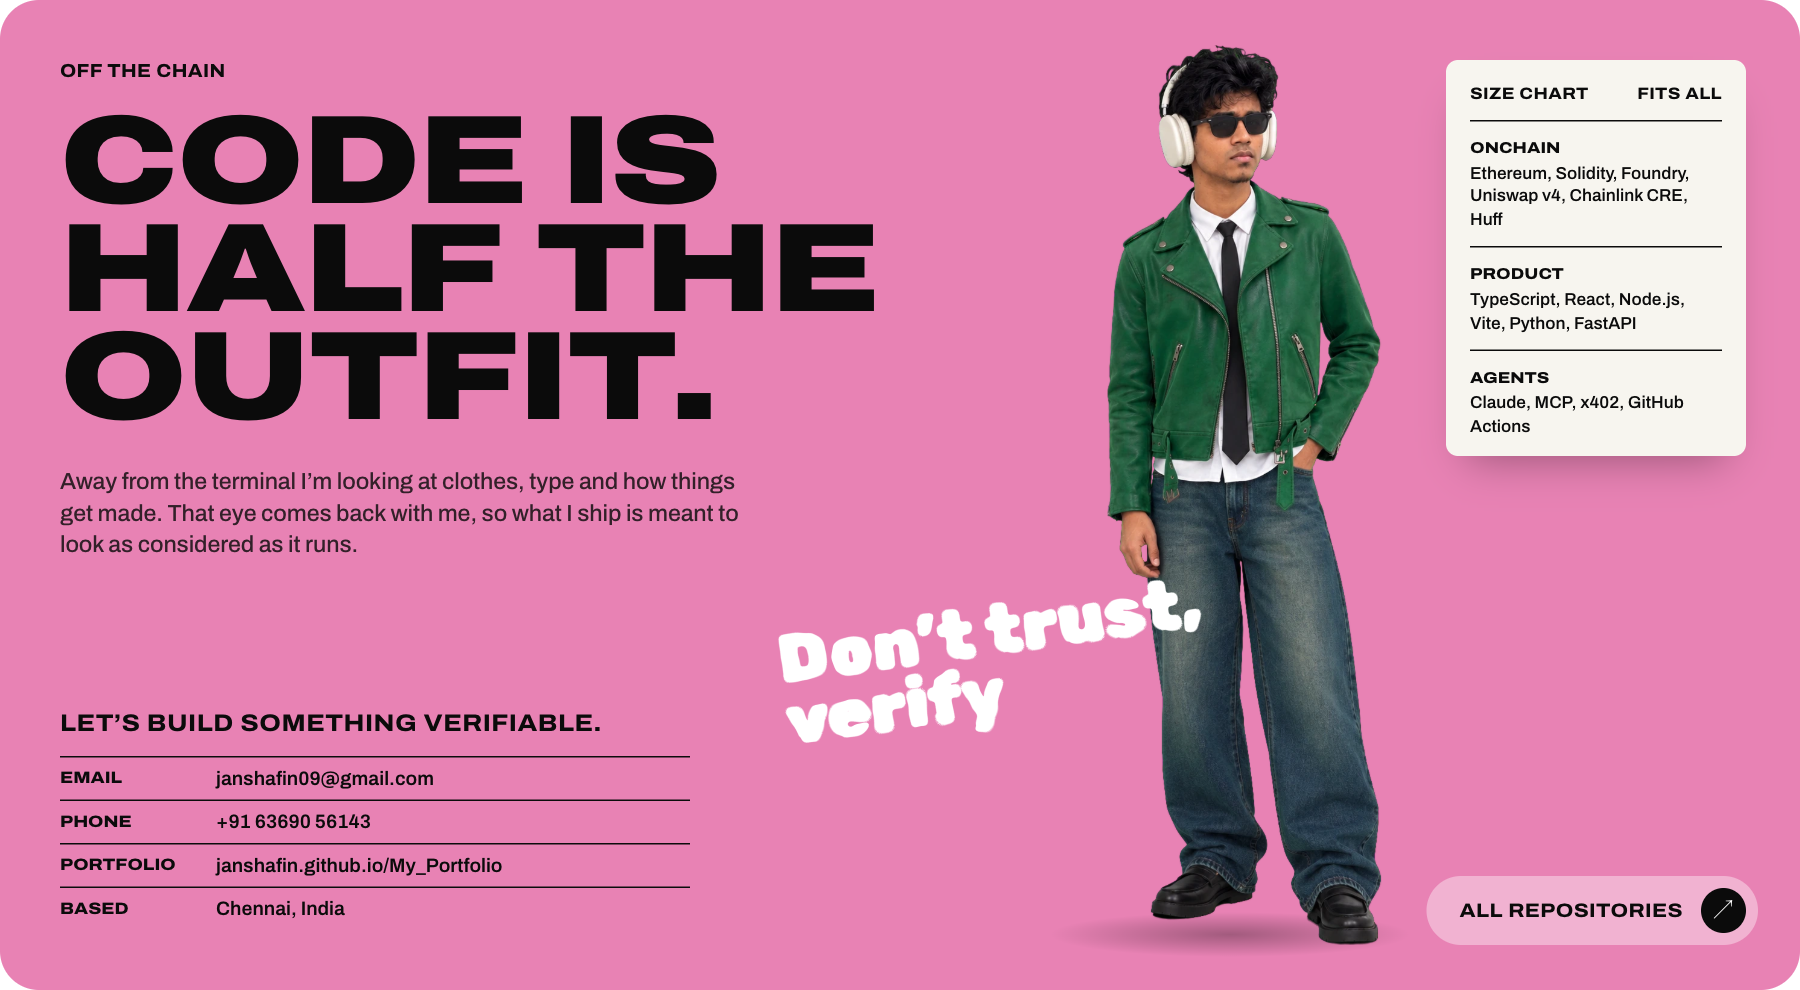 OFF THE CHAIN
CODE IS
HALF THE
OUTFIT.
Away from the terminal I’m looking at clothes, type and how things
get made. That eye comes back with me, so what I ship is meant to
look as considered as it runs.
Don’t trust,
verify
LET’S BUILD SOMETHING VERIFIABLE.
EMAIL janshafin09@gmail.com
PHONE +91 63690 56143
PORTFOLIO janshafin.github.io/My_Portfolio
BASED Chennai, India
SIZE CHART FITS ALL
ONCHAIN
Ethereum, Solidity, Foundry,
Uniswap v4, Chainlink CRE,
Huff
PRODUCT
TypeScript, React, Node.js,
Vite, Python, FastAPI
AGENTS
Claude, MCP, x402, GitHub
Actions
ALL REPOSITORIES